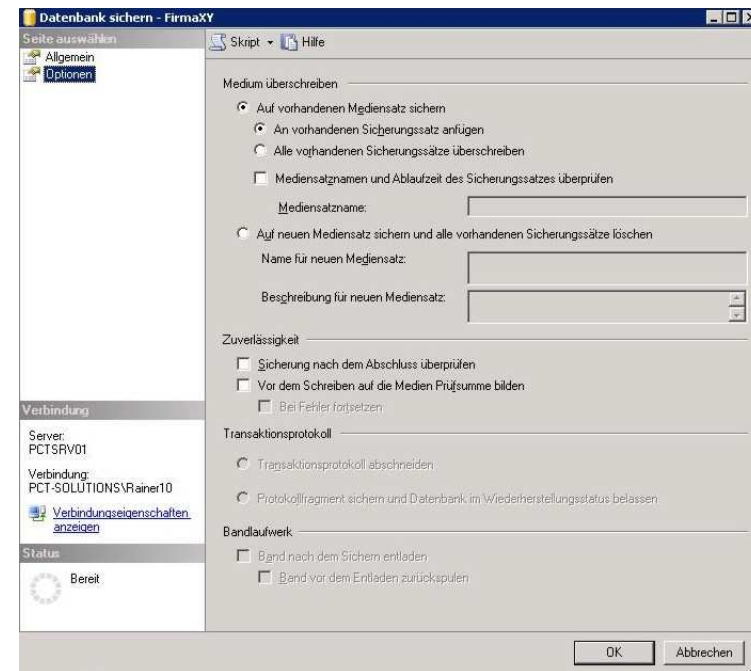 Datenbank sichern - FirmaXY
Seite auswählen
Allgemein
Optionen
Skript
Hilfe
Medium überschreiben
Auf vorhandenen Mediensatz sichern
An vorhandenen Sicherungssatz anfügen
Alle vorhandenen Sicherungssätze überschreiben
Mediensatznamen und Ablaufzeit des Sicherungssatzes überprüfen
Mediensatzname:
Auf neuen Mediensatz sichern und alle vorhandenen Sicherungssätze löschen
Name für neuen Mediensatz:
Beschreibung für neuen Mediensatz:
Zuverlässigkeit
Sicherung nach dem Abschluss überprüfen
Vor dem Schreiben auf die Medien Prüfsumme bilden
Bei Fehler fortsetzen
Transaktionsprotokoll
Transaktionsprotokoll abschneiden
Protokollfragment sichern und Datenbank im Wiederherstellungsstatus belassen
Bandlaufwerk
Band nach dem Sichern entladen
Band vor dem Entladen zurückspulen
Verbindung
Server:
PCTSRV01
Verbindung:
PCT-SOLUTIONS\Rainer10
Verbindungseigenschaften
anzeigen
Status
Bereit
OK
Abbrechen